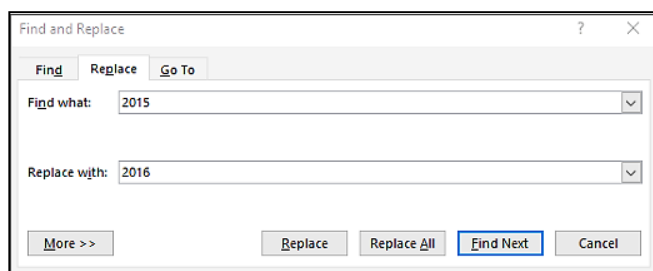 Find and Replace ? ×
Find Replace Go To
Find what: 2015
Replace with: 2016
More >> Replace Replace All Find Next Cancel